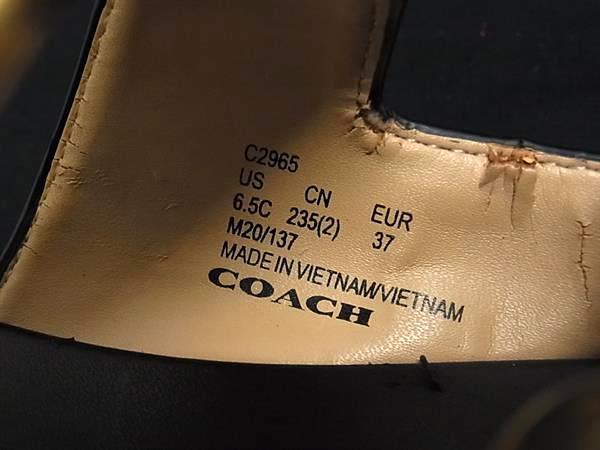 C2965
US CN EUR
6.5C 235(2) 37
M20/137
MADE IN VIETNAM/VIETNAM
COACH